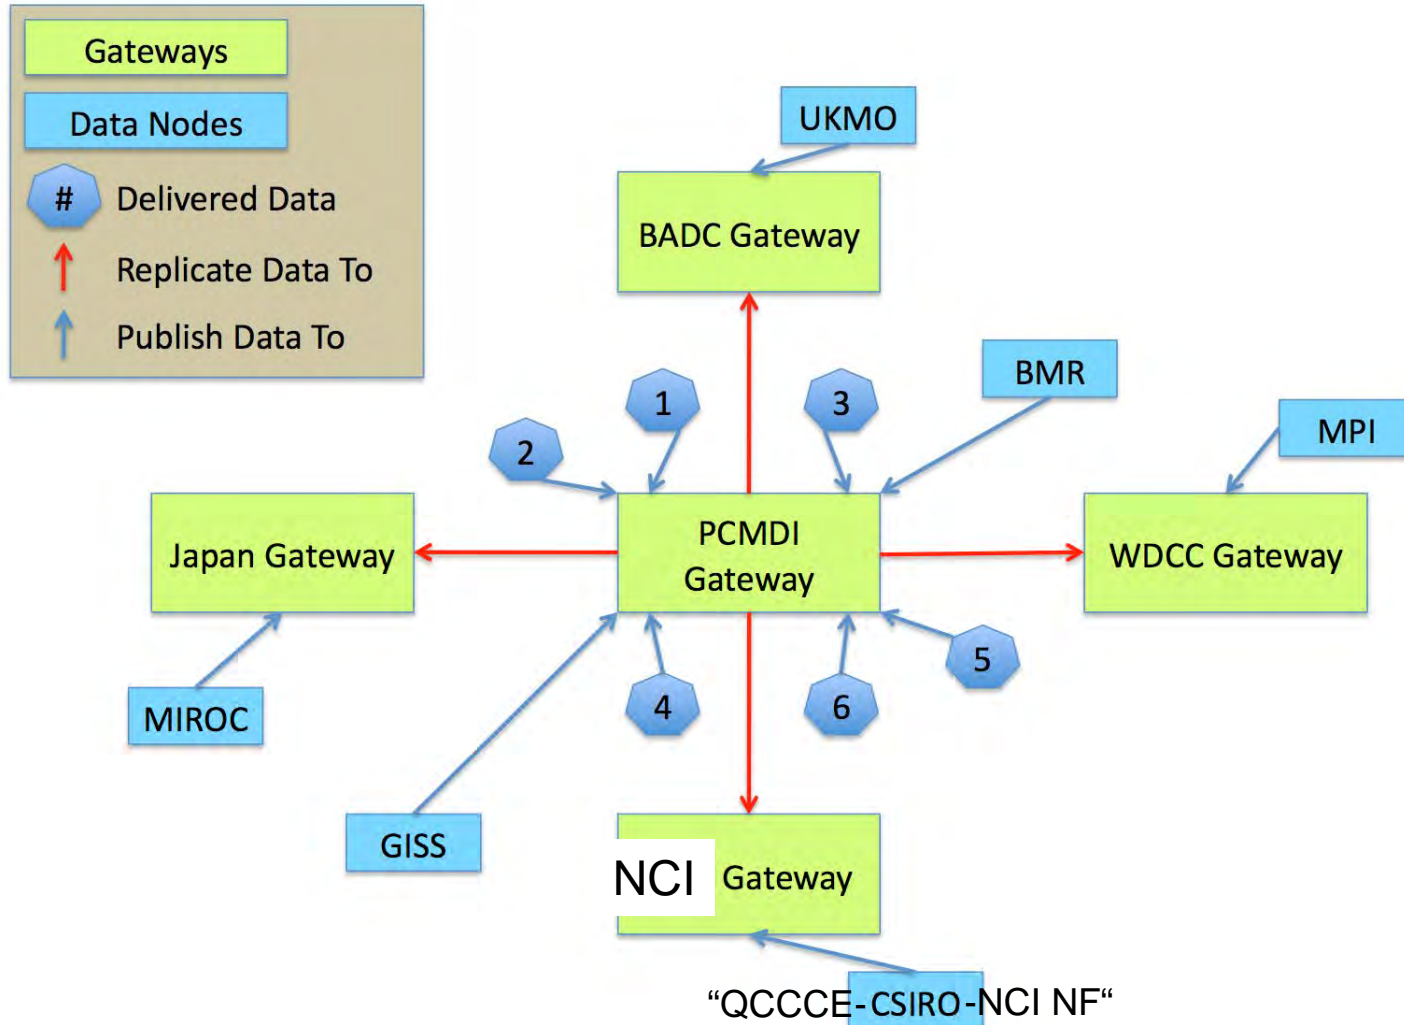 Gateways
Data Nodes
# Delivered Data
Replicate Data To
Publish Data To
UKMO
BADC Gateway
BMR
MPI
1
3
2
Japan Gateway
PCMDI
Gateway
WDCC Gateway
MIROC
4
6
5
GISS
NCI Gateway
“QCCCE-CSIRO-NCI NF“